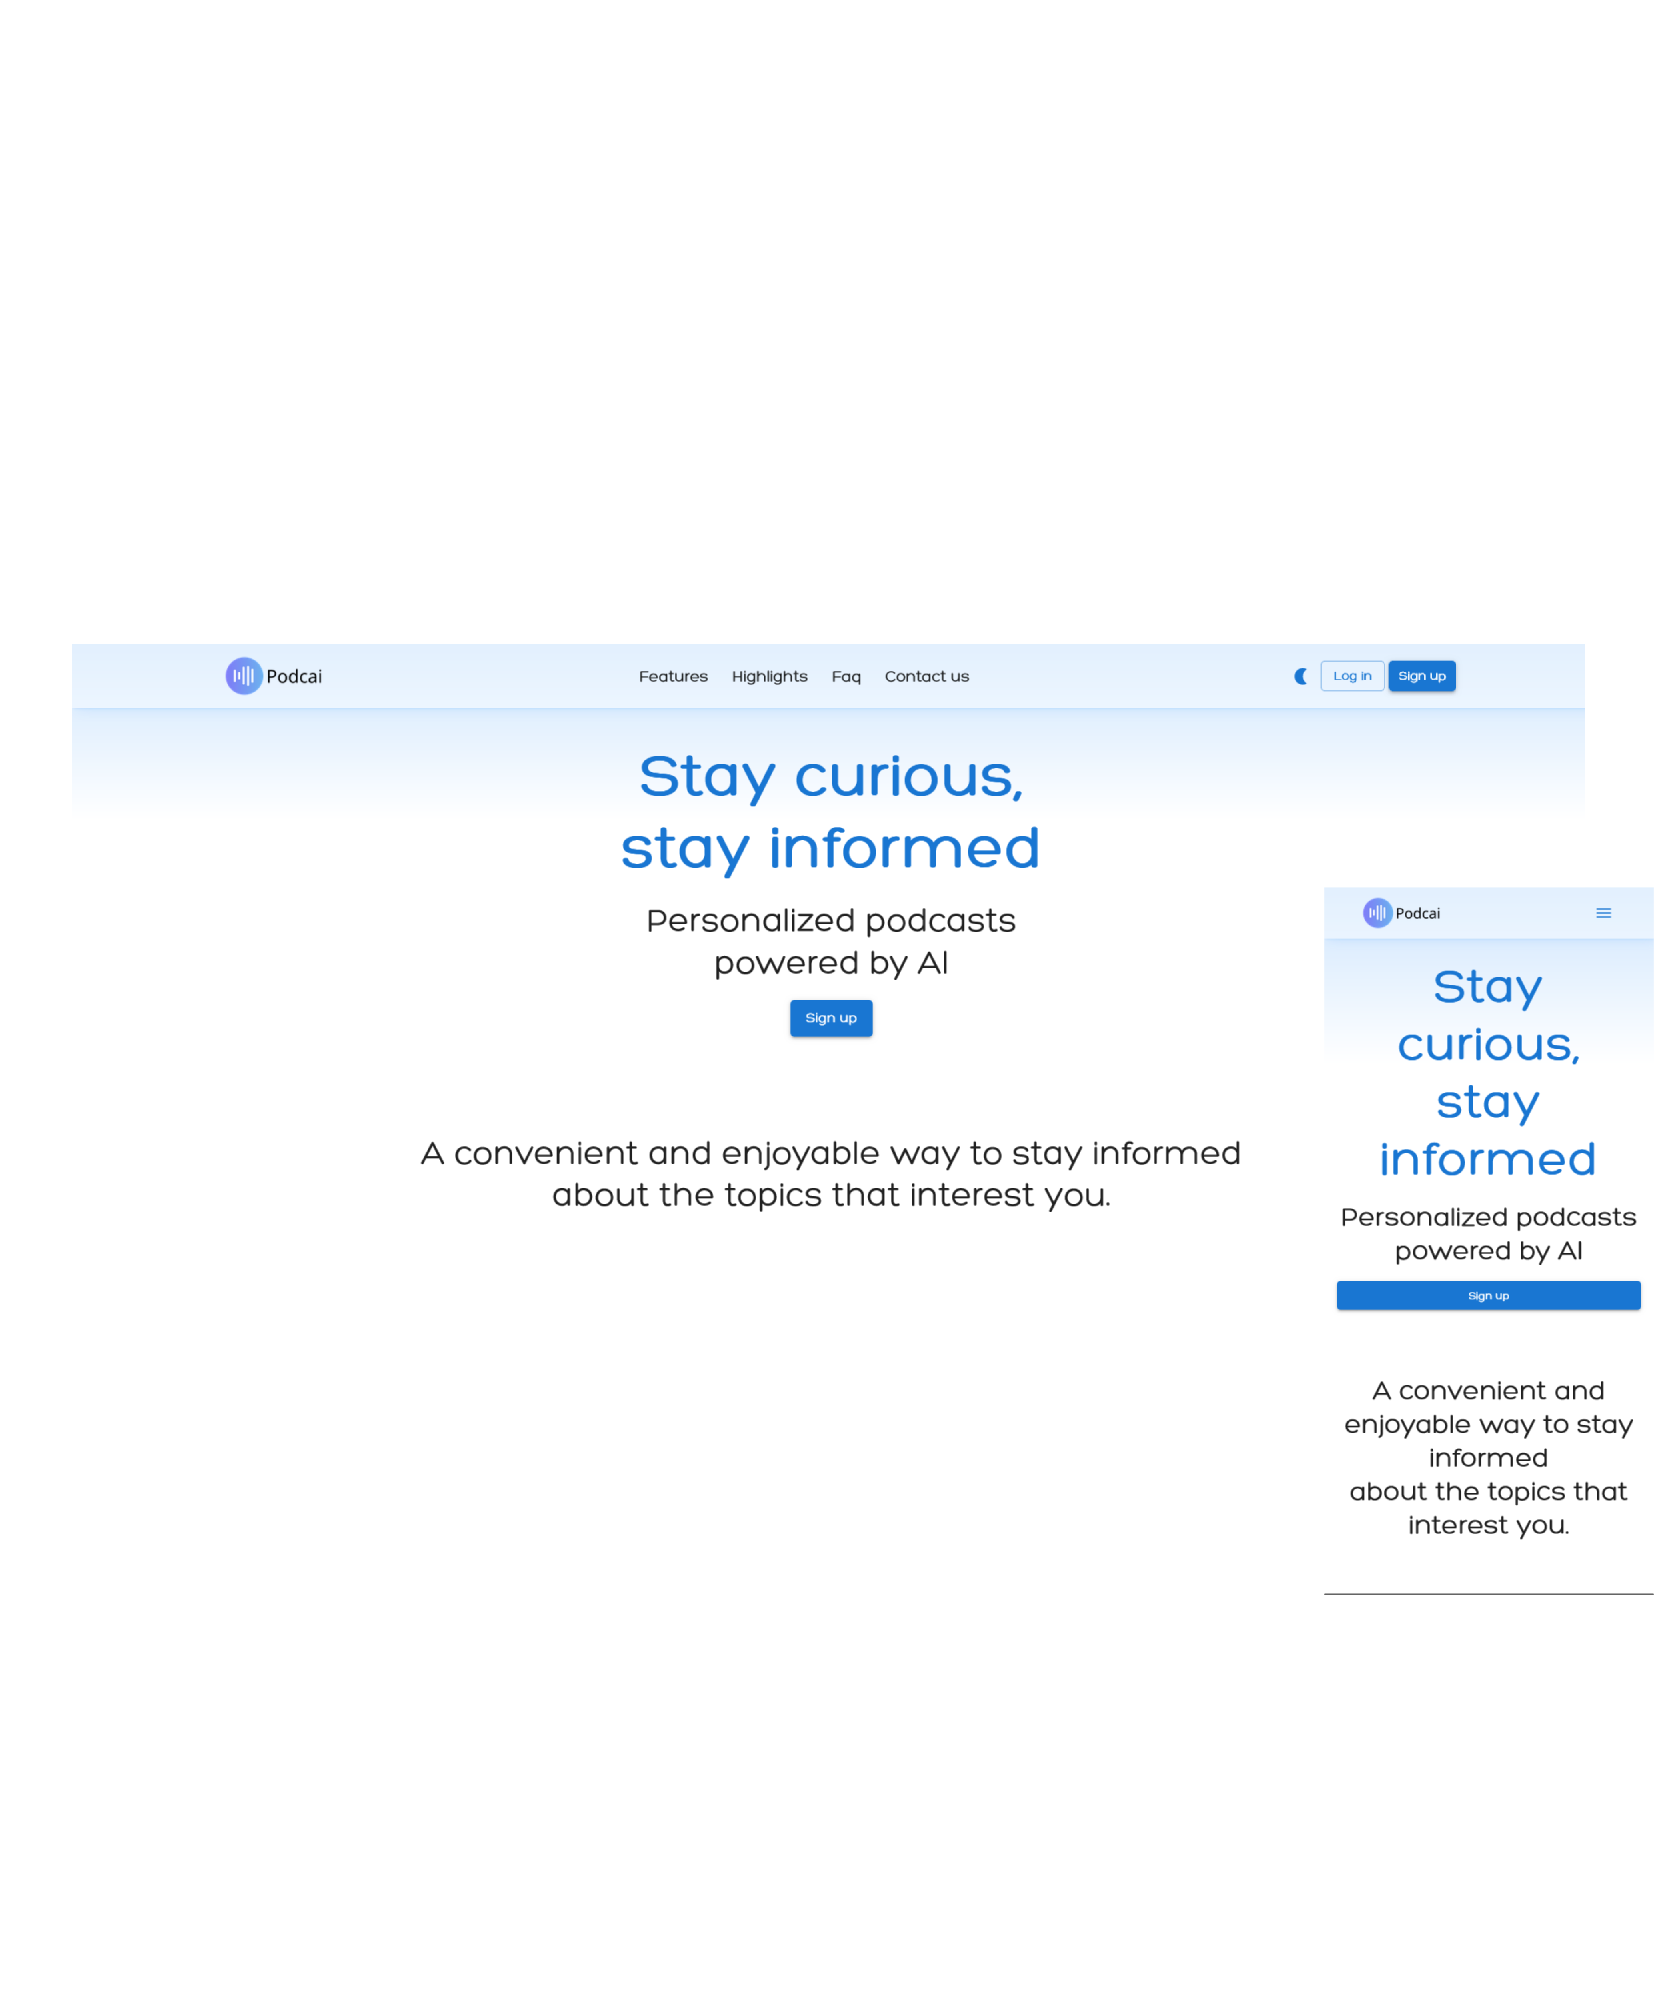 Podcai
Features Highlights Faq Contact us
Log in Sign up
Stay curious,
stay informed
Personalized podcasts
powered by AI
Sign up
A convenient and enjoyable way to stay informed
about the topics that interest you.
Podcai
Stay
curious,
stay
informed
Personalized podcasts
powered by AI
Sign up
A convenient and
enjoyable way to stay
informed
about the topics that
interest you.